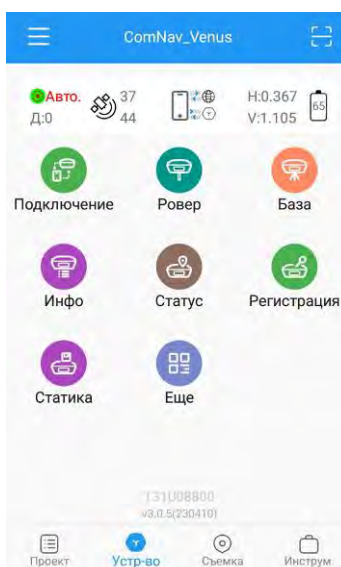 ComNav_Venus
Авто. 37 H:0.367 65
Д:0 44 V:1.105
Подключение Ровер База
Инфо Статус Регистрация
Статика Еще
T31U08800
v3.0.5(230410)
Проект Устр-во Съемка Инструм